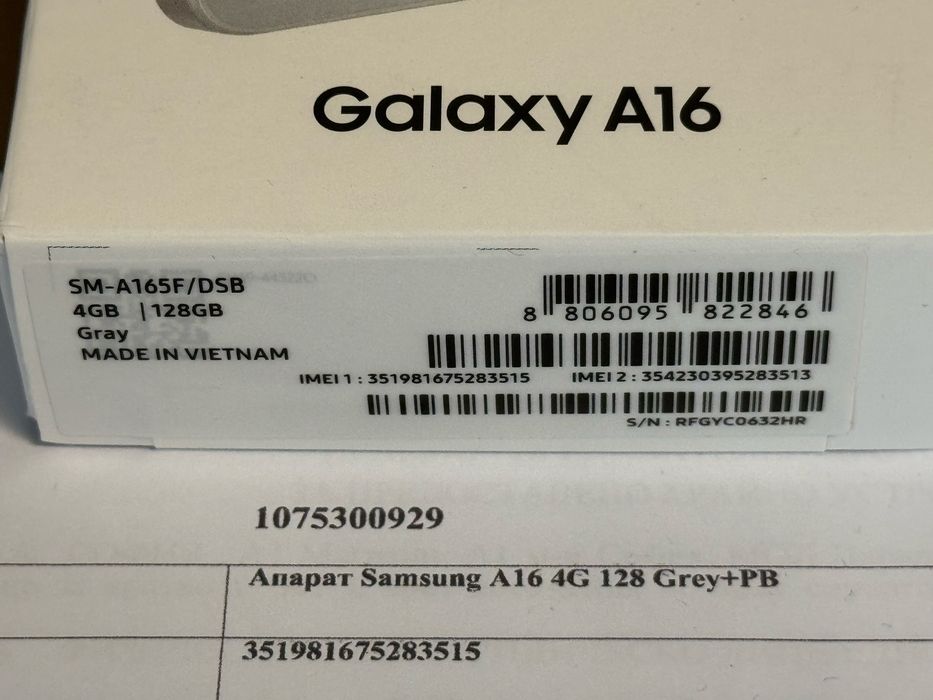 Galaxy A16
SM-A165F/DSB
4GB | 128GB
Gray
MADE IN VIETNAM
8 806095 822846
IMEI 1 : 351981675283515 IMEI 2 : 354230395283513
S/N : RFGYC0632HR
1075300929
Апарат Samsung A16 4G 128 Grey+PB
351981675283515